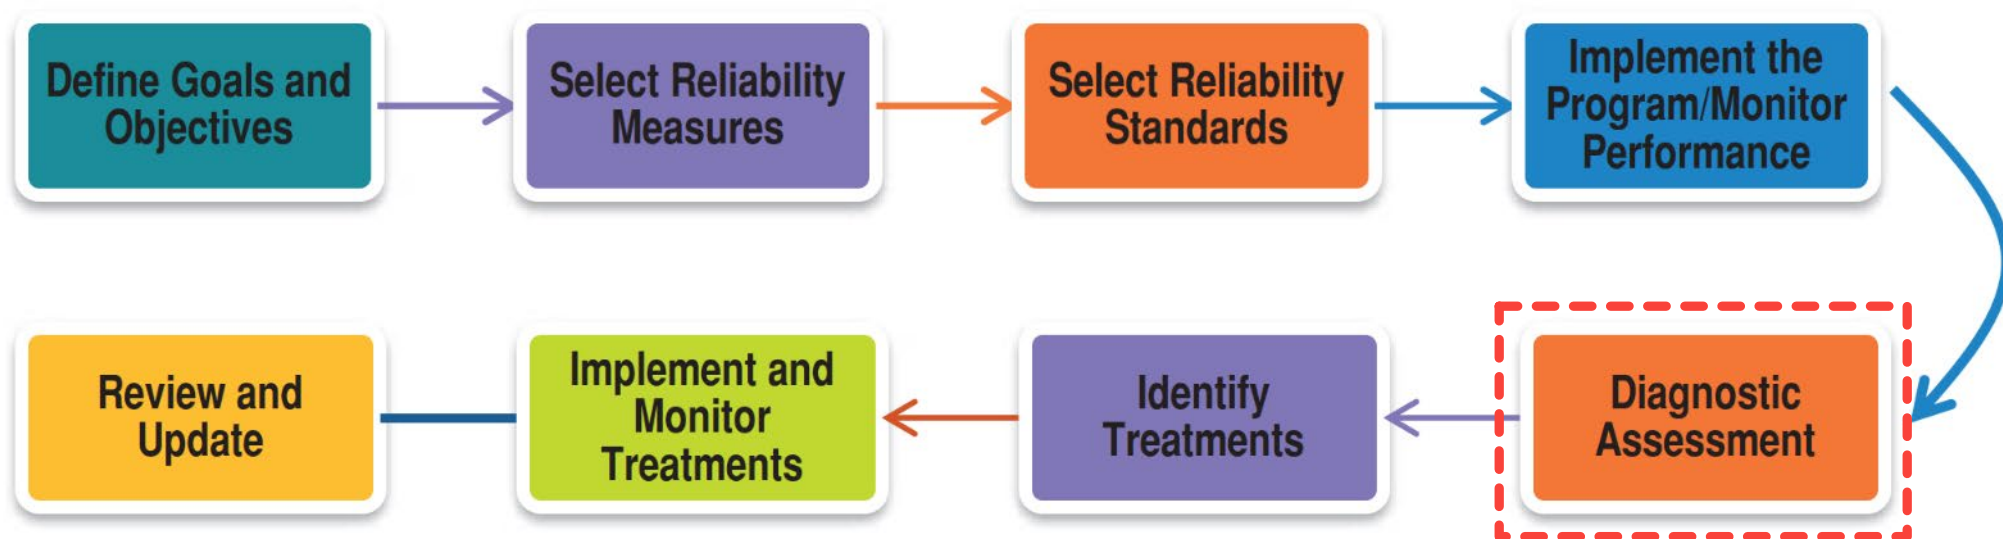 Define Goals and
Objectives
Select Reliability
Measures
Select Reliability
Standards
Implement the
Program/Monitor
Performance
Diagnostic
Assessment
Identify
Treatments
Implement and
Monitor
Treatments
Review and
Update